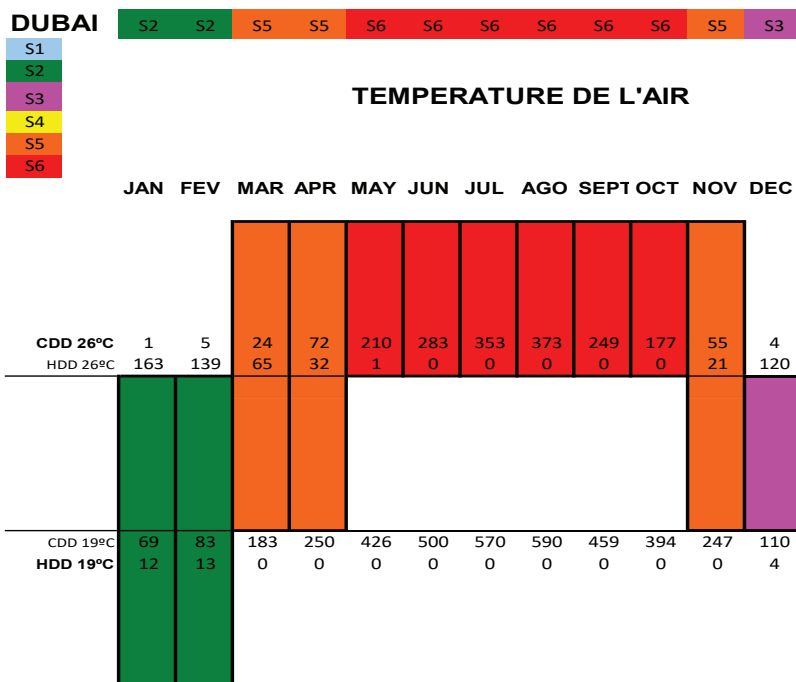 DUBAI S2 S2 S5 S5 S6 S6 S6 S6 S6 S6 S5 S3
S1
S2
S3
S4
S5
S6
TEMPERATURE DE L'AIR
JAN FEV MAR APR MAY JUN JUL AGO SEPT OCT NOV DEC
CDD 26ºC 1 5 24 72 210 283 353 373 249 177 55 4
HDD 26ºC 163 139 65 32 1 0 0 0 0 0 21 120
CDD 19ºC 69 83 183 250 426 500 570 590 459 394 247 110
HDD 19ºC 12 13 0 0 0 0 0 0 0 0 0 4